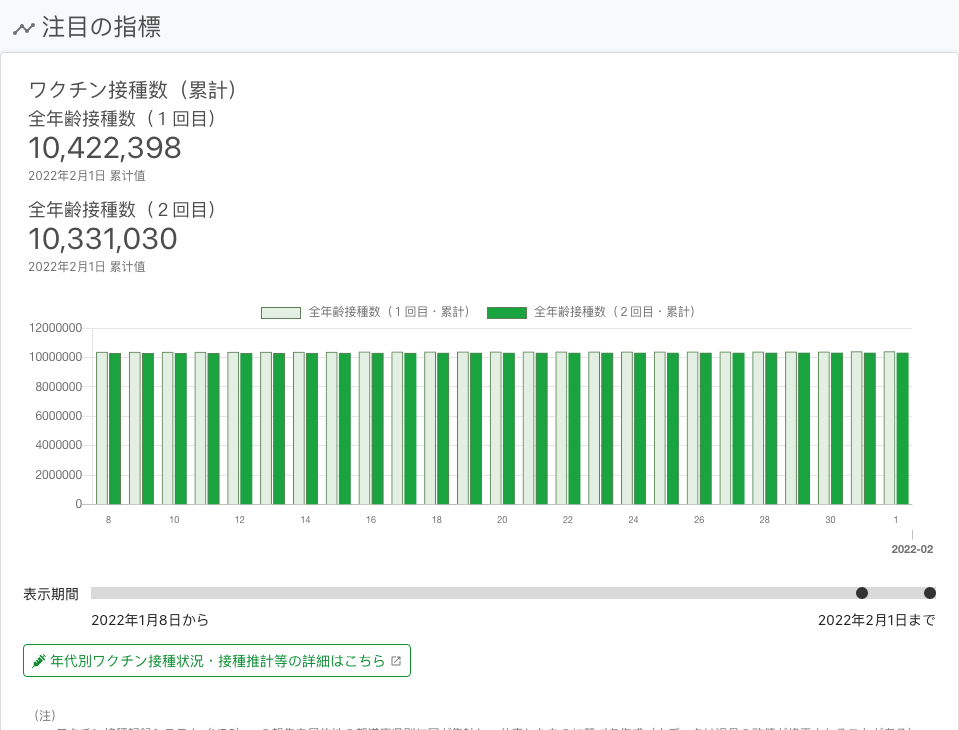 注目の指標
ワクチン接種数（累計）
全年齢接種数（１回目）
10,422,398
2022年2月1日 累计值
全年齢接種数（２回目）
10,331,030
2022年2月1日 累计值
全年齢接種数（１回目・累計） 全年齢接種数（２回目・累計）
12000000
10000000
8000000
6000000
4000000
2000000
0
8 10 12 14 16 18 20 22 24 26 28 30 1
2022-02
表示期間
2022年1月8日から 2022年2月1日まで
年代別ワクチン接種状況・接種推計等の詳細はこちら
（注）